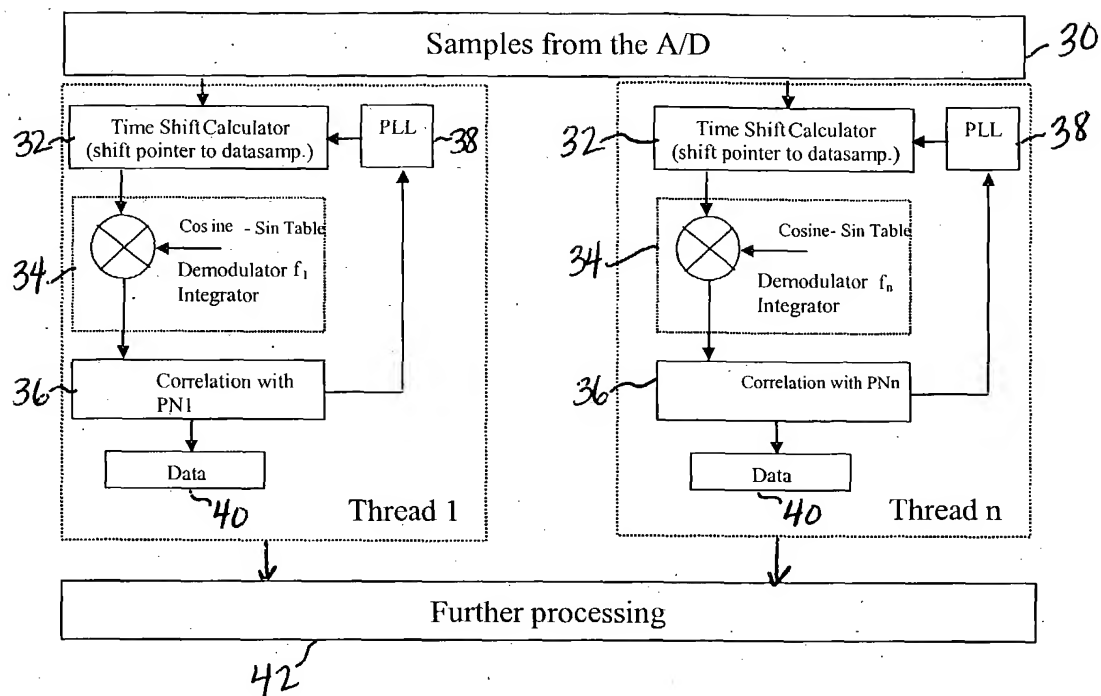 Samples from the A/D
30
Time Shift Calculator
(shift pointer to datasamp.)
PLL
32
38
Cosine - Sin Table
34
Demodulator f1
Integrator
36
Correlation with
PN1
Data
40
Thread 1
Time Shift Calculator
(shift pointer to datasamp.)
PLL
32
38
Cosine- Sin Table
34
Demodulator fn
Integrator
36
Correlation with PNn
Data
40
Thread n
Further processing
42